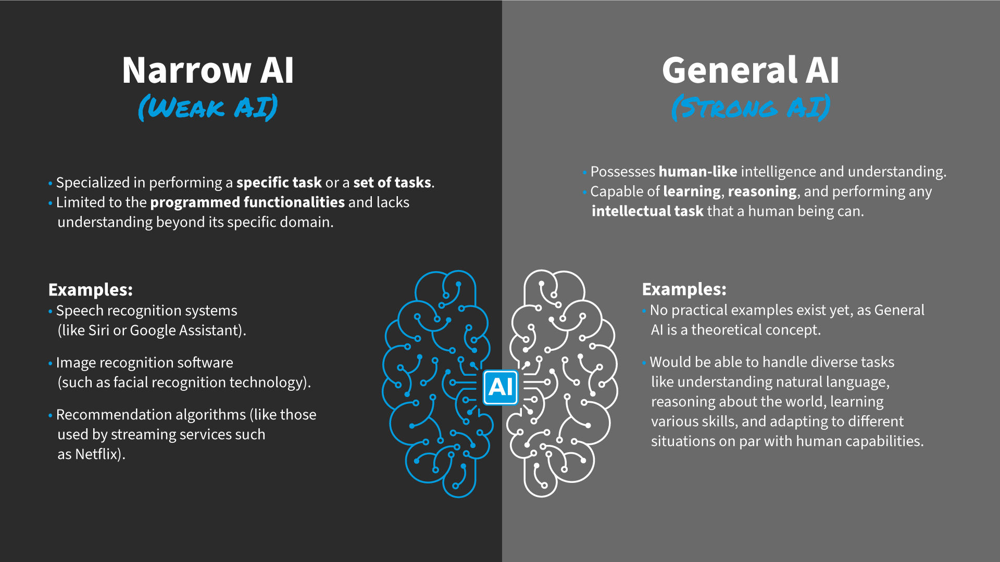 Narrow AI
(Weak AI)
• Specialized in performing a specific task or a set of tasks.
• Limited to the programmed functionalities and lacks
understanding beyond its specific domain.
Examples:
• Speech recognition systems
(like Siri or Google Assistant).
• Image recognition software
(such as facial recognition technology).
• Recommendation algorithms (like those
used by streaming services such
as Netflix).
AI
General AI
(Strong AI)
• Possesses human-like intelligence and understanding.
• Capable of learning, reasoning, and performing any
intellectual task that a human being can.
Examples:
• No practical examples exist yet, as General
AI is a theoretical concept.
• Would be able to handle diverse tasks
like understanding natural language,
reasoning about the world, learning
various skills, and adapting to different
situations on par with human capabilities.